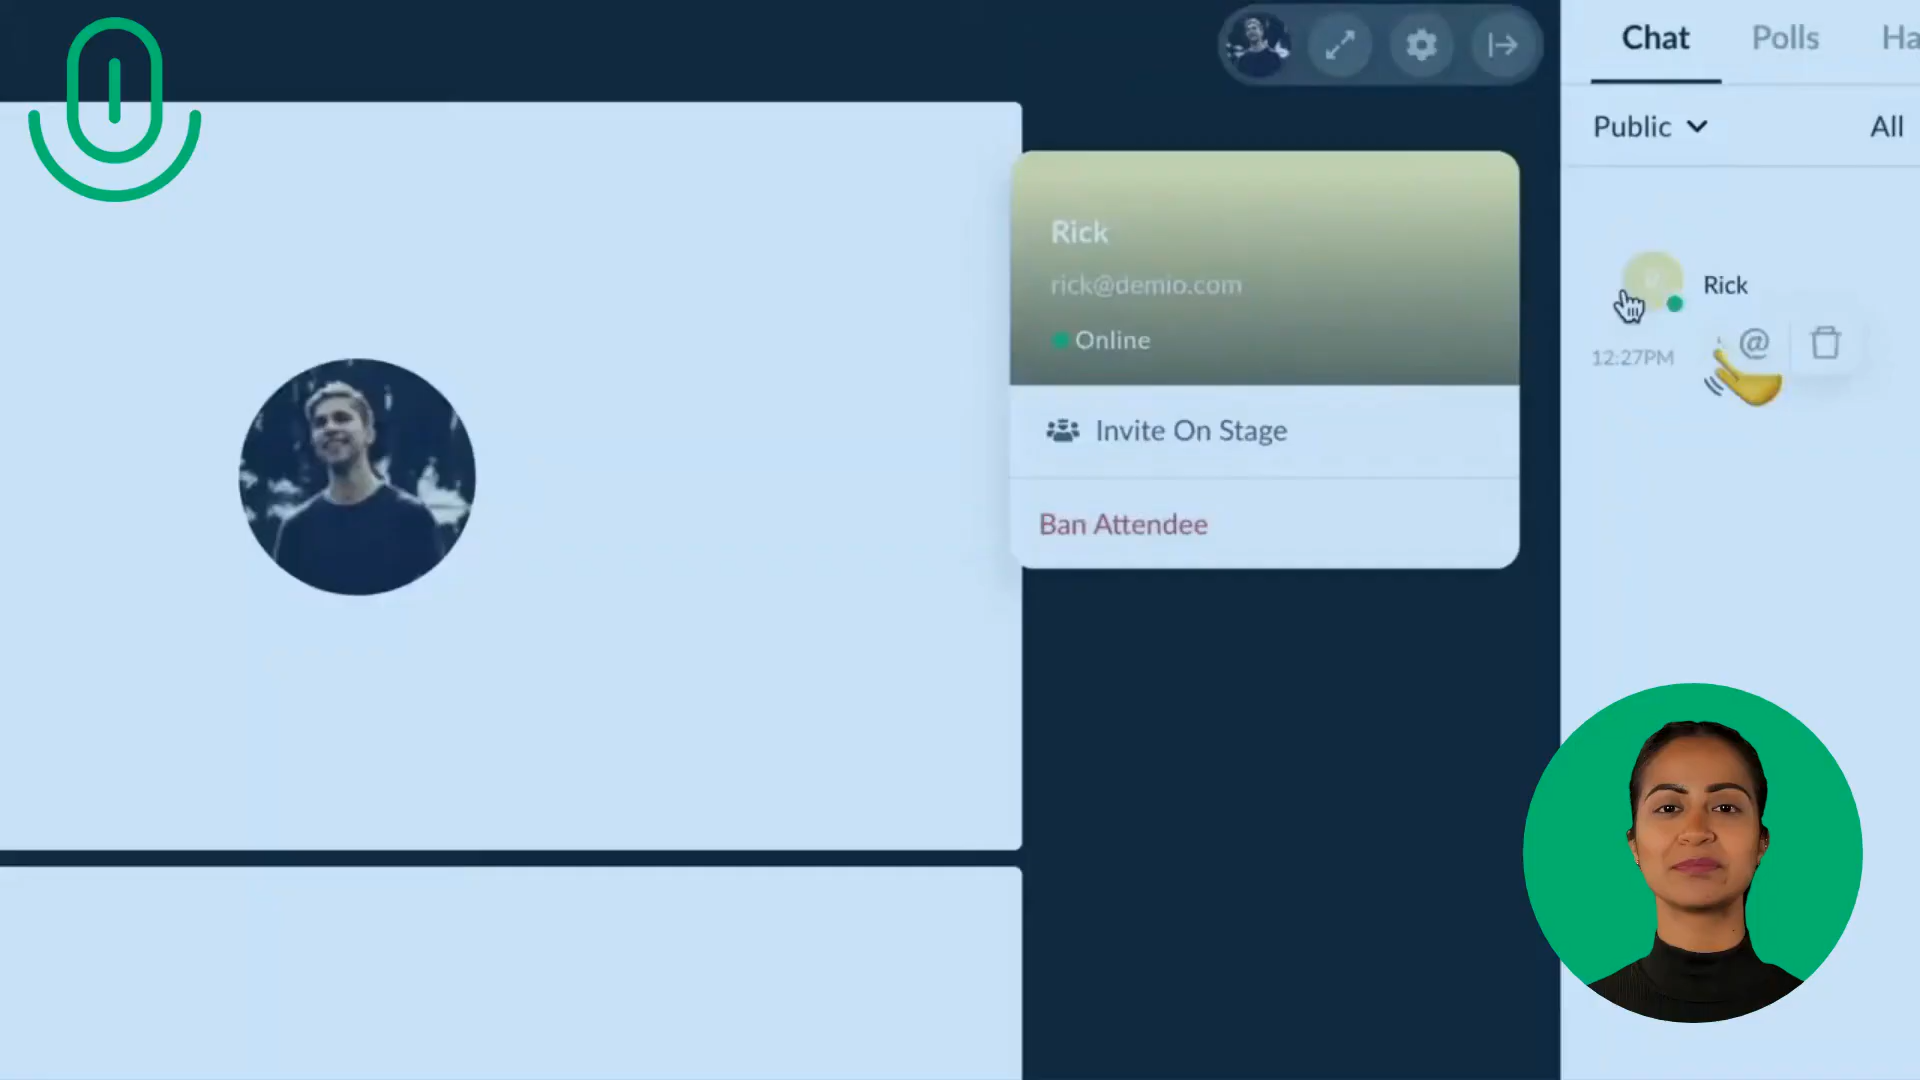 Chat
Polls
Ha
Public
All
Rick
rick@demio.com
Online
Invite On Stage
Ban Attendee
Rick
12:27PM
@